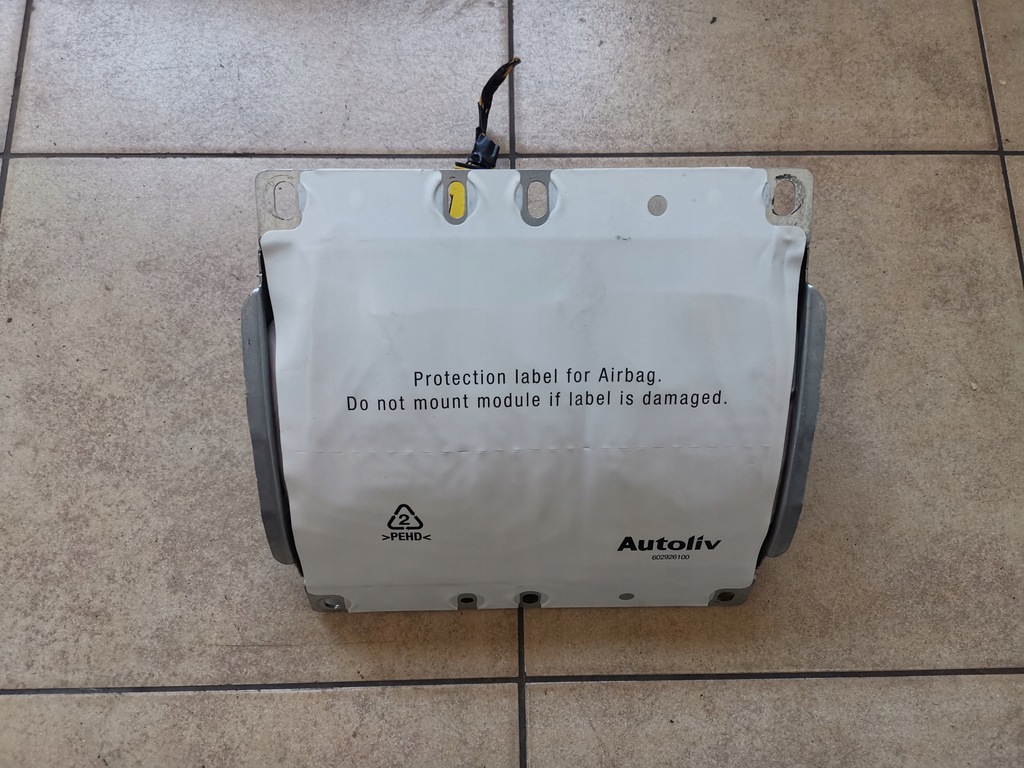 Protection label for Airbag.
Do not mount module if label is damaged.
2
>PEHD<
Autoliv
602926100